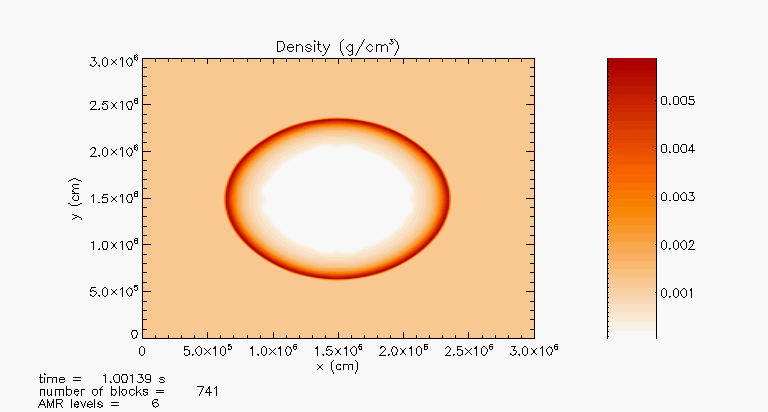 Density (g/cm³)
3.0×10⁶
2.5×10⁶
2.0×10⁶
1.5×10⁶
1.0×10⁶
5.0×10⁵
0
y (cm)
0 5.0×10⁵ 1.0×10⁶ 1.5×10⁶ 2.0×10⁶ 2.5×10⁶ 3.0×10⁶
x (cm)
0.005
0.004
0.003
0.002
0.001
time = 1.00139 s
number of blocks = 741
AMR levels = 6